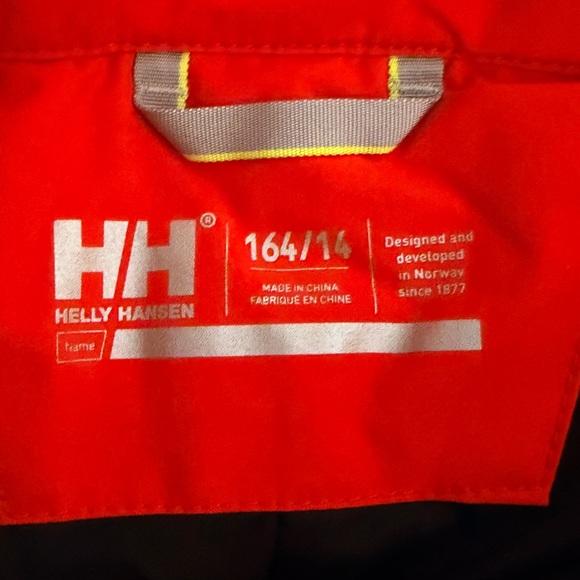 HH®
HELLY HANSEN
name
164/14
MADE IN CHINA
FABRIQUÉ EN CHINE
Designed and
developed
in Norway
since 1877